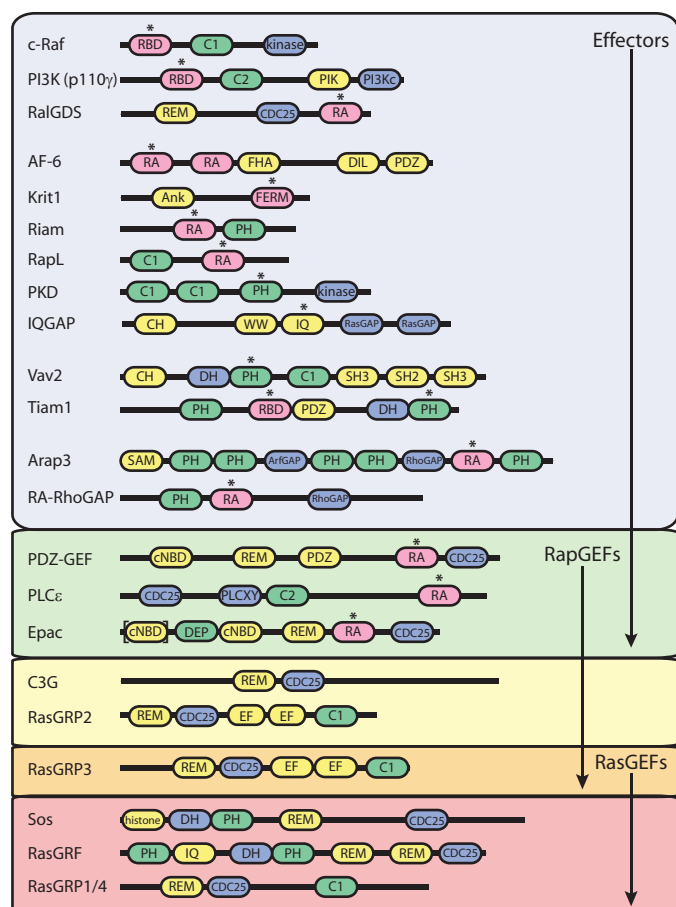 *
c-Raf RBD C1 kinase Effectors
*
PI3K (p110γ) RBD C2 PIK PI3Kc
*
RalGDS REM CDC25 RA
*
AF-6 RA RA FHA DIL PDZ
*
Krit1 Ank FERM
*
Riam RA PH
*
RapL C1 RA
*
PKD C1 C1 PH kinase
*
IQGAP CH WW IQ RasGAP RasGAP
*
Vav2 CH DH PH C1 SH3 SH2 SH3
* *
Tiam1 PH RBD PDZ DH PH
*
Arap3 SAM PH PH ArfGAP PH PH RhoGAP RA PH
*
RA-RhoGAP PH RA RhoGAP
*
PDZ-GEF cNBD REM PDZ RA CDC25 RapGEFs
*
PLCε CDC25 PLCXY C2 RA
*
Epac [cNBD] DEP cNBD REM RA CDC25
C3G REM CDC25
RasGRP2 REM CDC25 EF EF C1
RasGRP3 REM CDC25 EF EF C1 RasGEFs
Sos histone DH PH REM CDC25
RasGRF PH IQ DH PH REM REM CDC25
RasGRP1/4 REM CDC25 C1